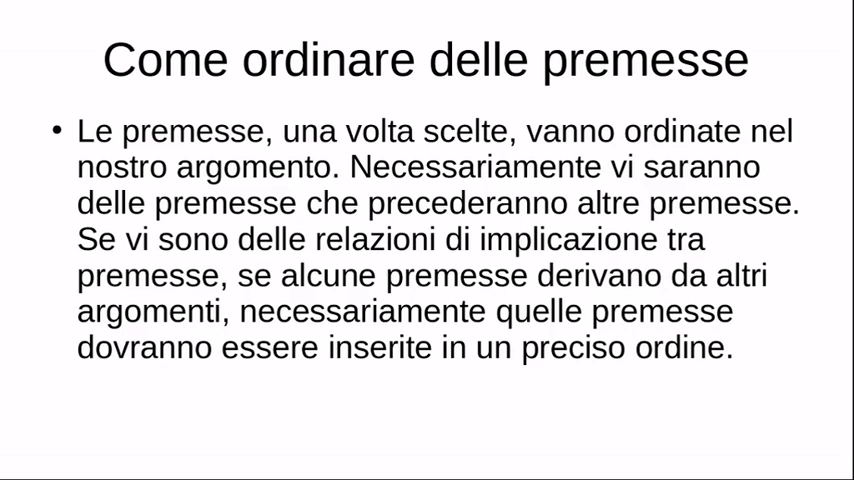 Come ordinare delle premesse
• Le premesse, una volta scelte, vanno ordinate nel
nostro argomento. Necessariamente vi saranno
delle premesse che precederanno altre premesse.
Se vi sono delle relazioni di implicazione tra
premesse, se alcune premesse derivano da altri
argomenti, necessariamente quelle premesse
dovranno essere inserite in un preciso ordine.